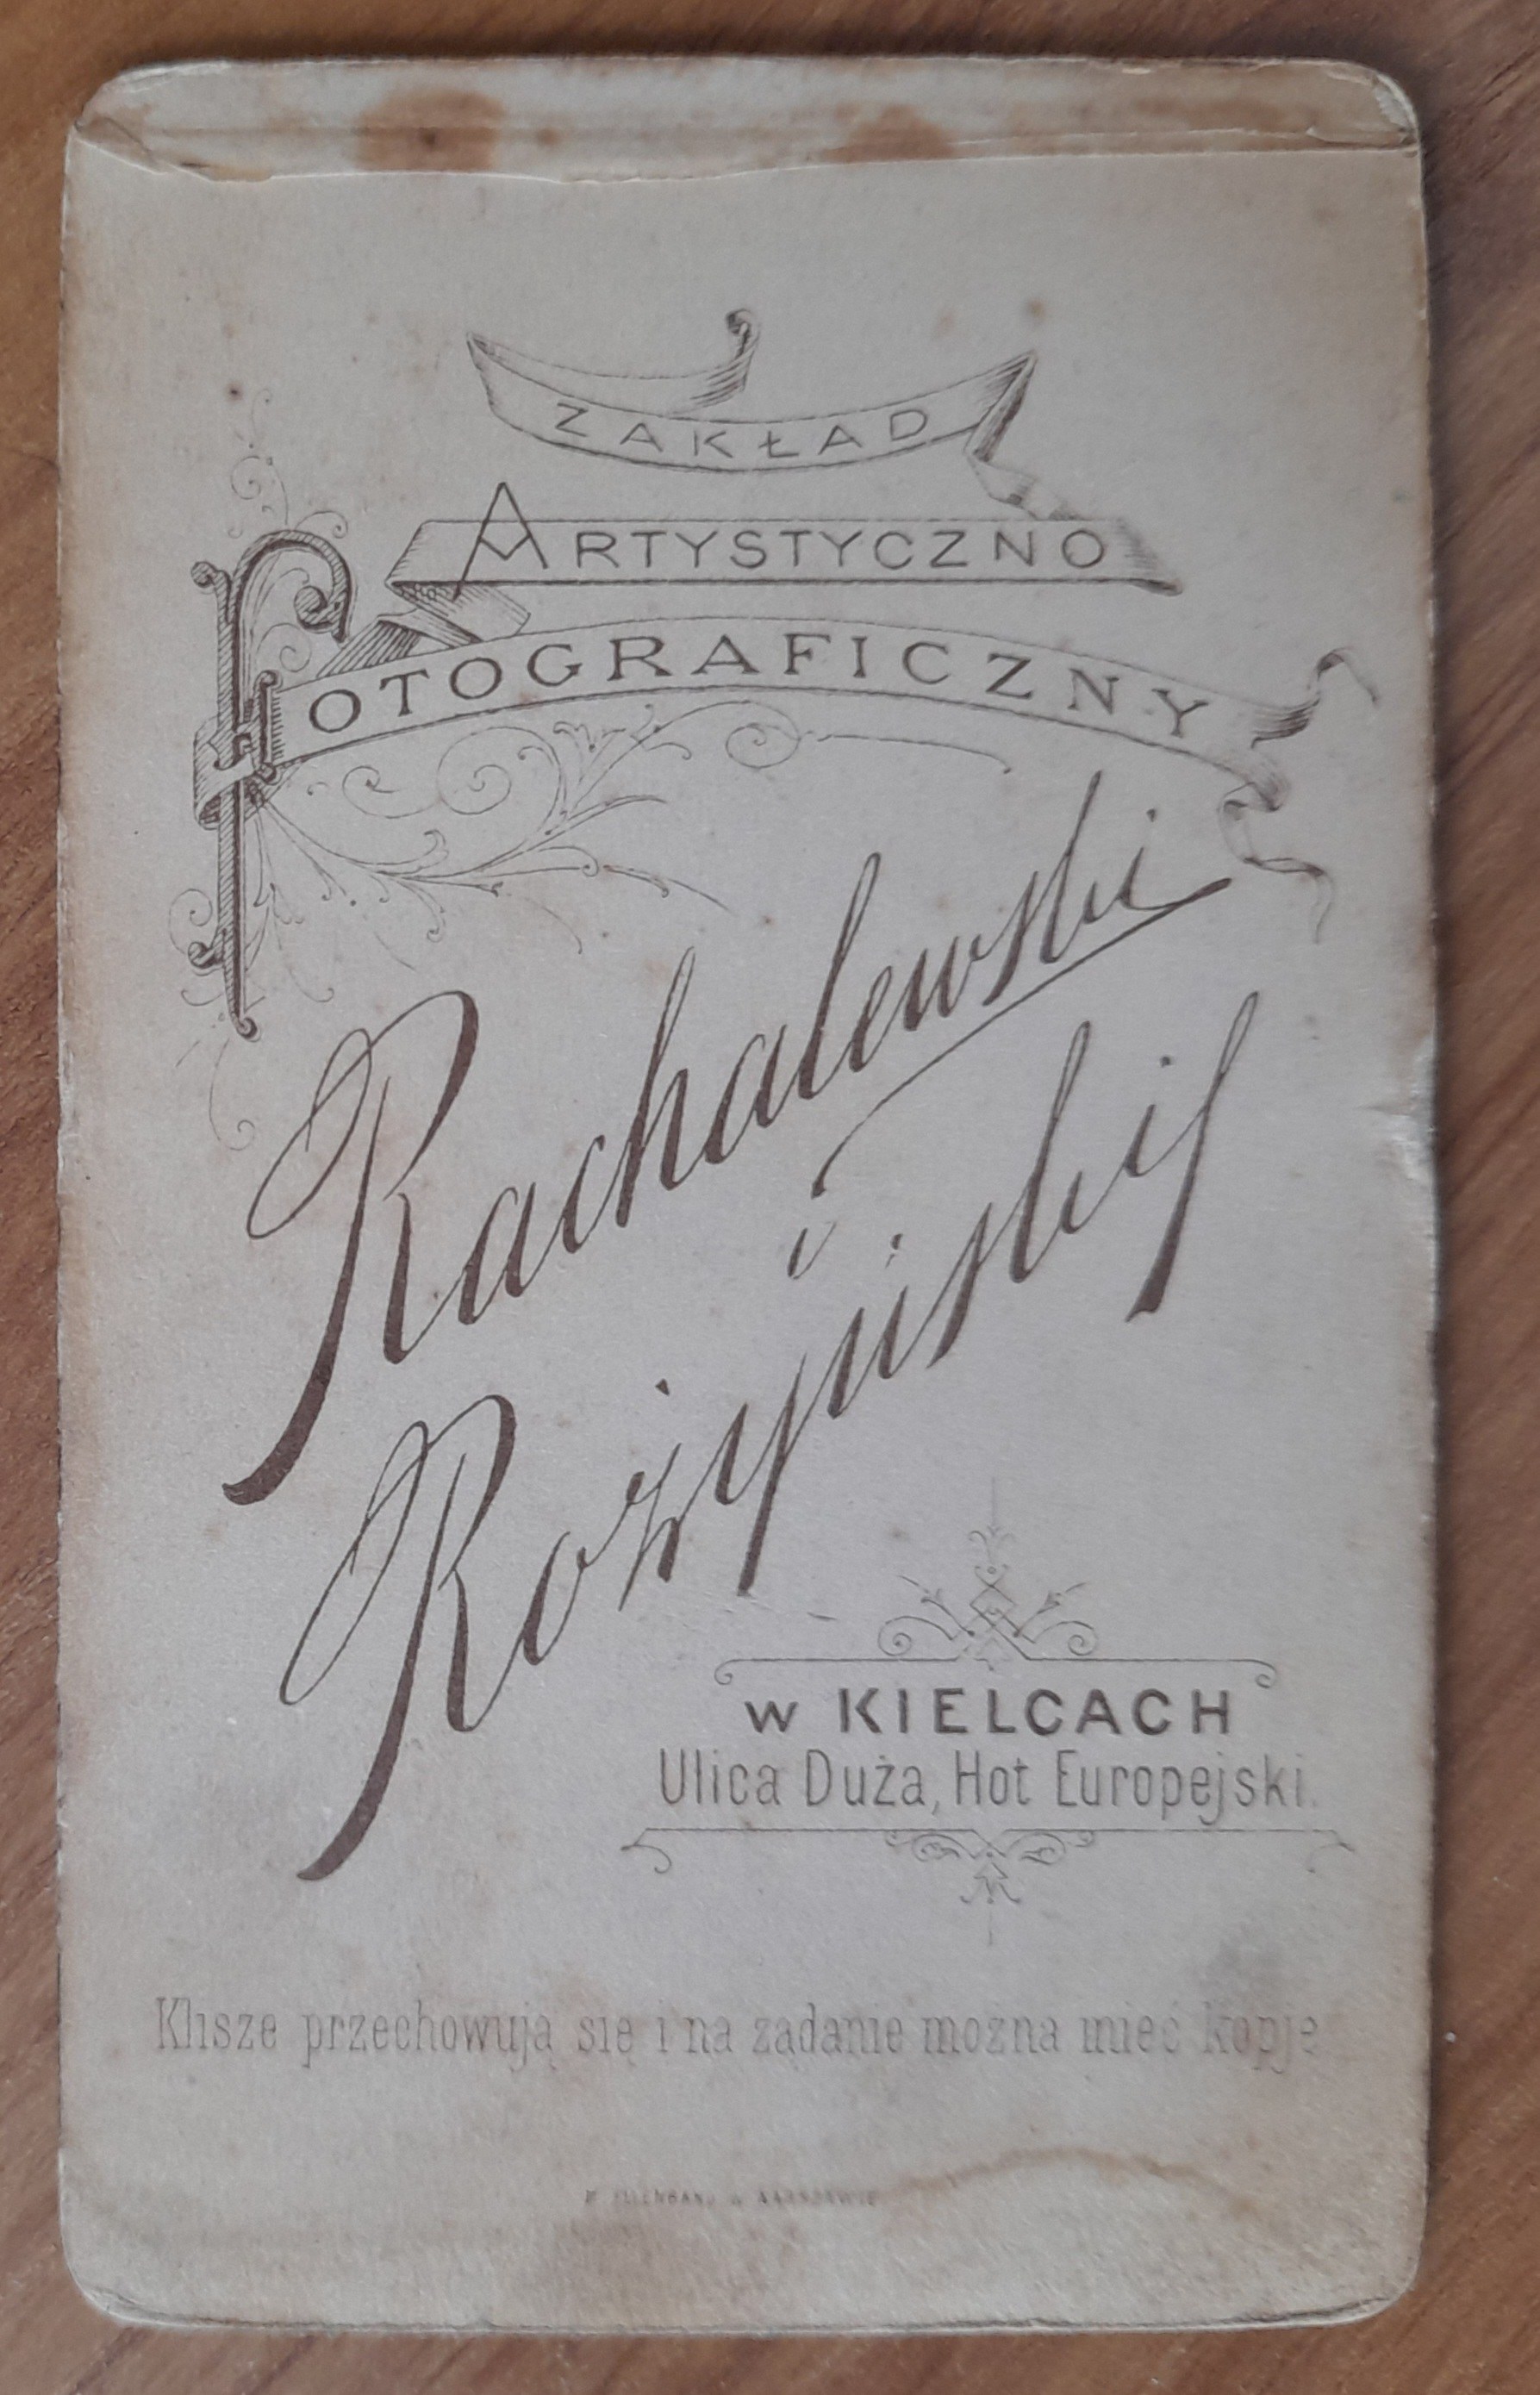 ZAKŁAD
ARTYSTYCZNO
FOTOGRAFICZNY
Rachalewski
i
Rożyński
w KIELCACH
Ulica Duża, Hot Europejski.
Klisze przechowują się i na żądanie można mieć kopje